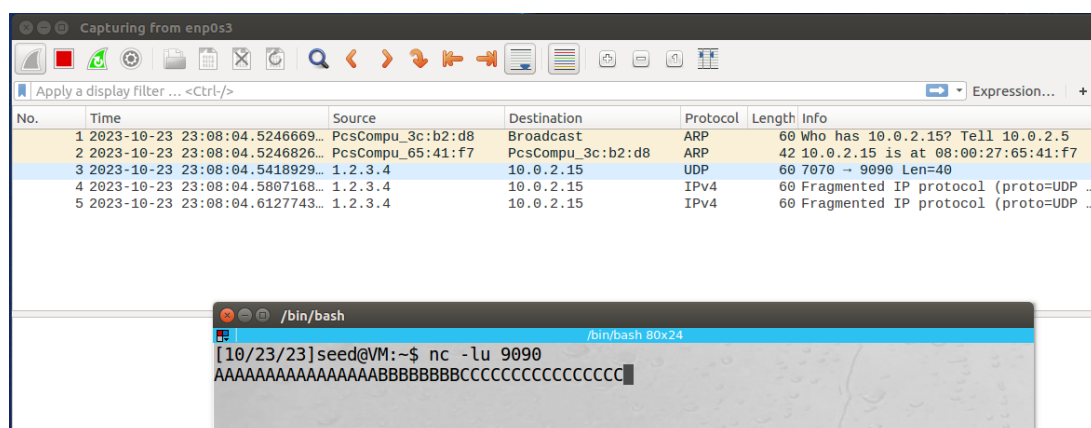 Capturing from enp0s3
Apply a display filter … <Ctrl-/> Expression… +
No. Time Source Destination Protocol Length Info
1 2023-10-23 23:08:04.5246669… PcsCompu_3c:b2:d8 Broadcast ARP 60 Who has 10.0.2.15? Tell 10.0.2.5
2 2023-10-23 23:08:04.5246826… PcsCompu_65:41:f7 PcsCompu_3c:b2:d8 ARP 42 10.0.2.15 is at 08:00:27:65:41:f7
3 2023-10-23 23:08:04.5418929… 1.2.3.4 10.0.2.15 UDP 60 7070 → 9090 Len=40
4 2023-10-23 23:08:04.5807168… 1.2.3.4 10.0.2.15 IPv4 60 Fragmented IP protocol (proto=UDP …
5 2023-10-23 23:08:04.6127743… 1.2.3.4 10.0.2.15 IPv4 60 Fragmented IP protocol (proto=UDP …
/bin/bash
/bin/bash 80x24
[10/23/23]seed@VM:~$ nc -lu 9090
AAAAAAAAAAAAAAAABBBBBBBBCCCCCCCCCCCCCCCC